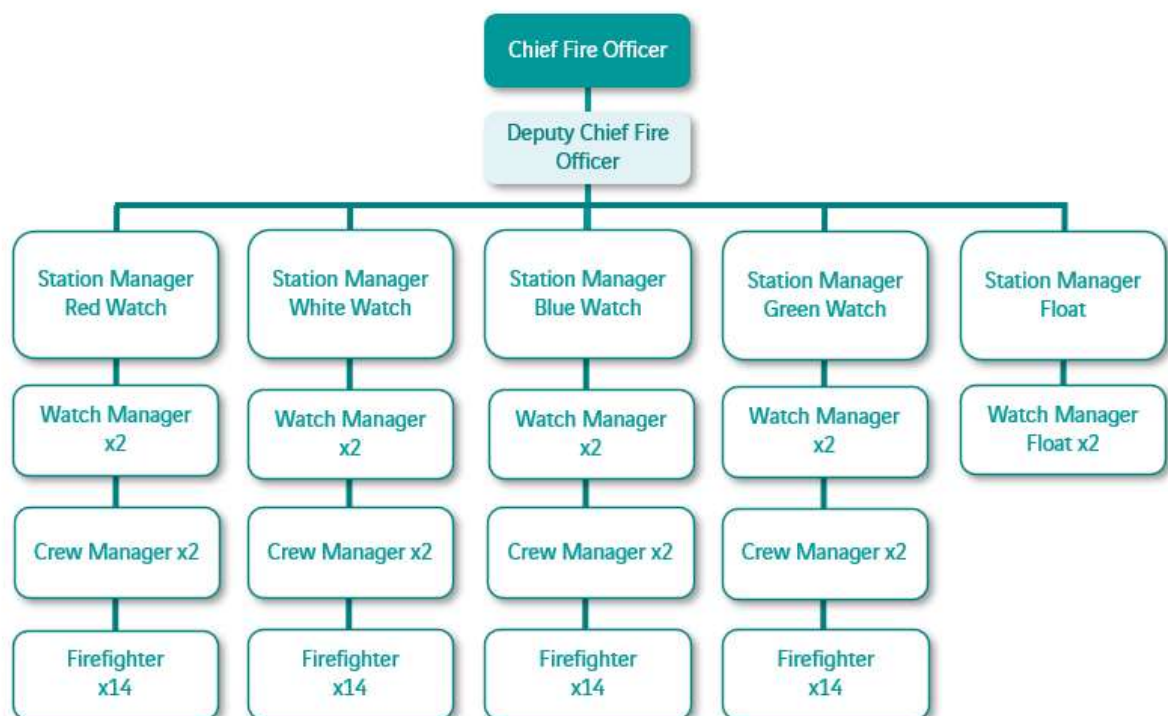 Chief Fire Officer
Deputy Chief Fire
Officer
Station Manager
Red Watch
Station Manager
White Watch
Station Manager
Blue Watch
Station Manager
Green Watch
Station Manager
Float
Watch Manager
x2
Watch Manager
x2
Watch Manager
x2
Watch Manager
x2
Watch Manager
Float x2
Crew Manager x2
Crew Manager x2
Crew Manager x2
Crew Manager x2
Firefighter
x14
Firefighter
x14
Firefighter
x14
Firefighter
x14